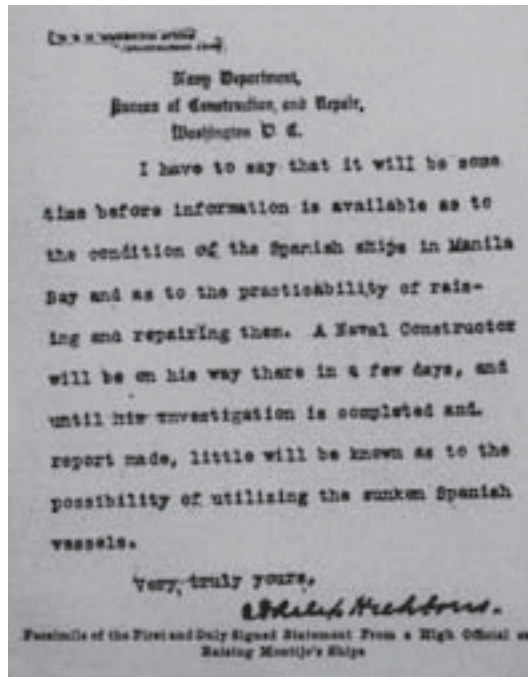 Navy Department,
Bureau of Construction, and Repair,
Washington D. C.
I have to say that it will be some
time before information is available as to
the condition of the Spanish ships in Manila
Bay and as to the practicability of rais-
ing and repairing them. A Naval Constructor
will be on his way there in a few days, and
until his investigation is completed and
report made, little will be known as to the
possibility of utilizing the sunken Spanish
vessels.
Very truly yours,
Facsimile of the First and Only Signed Statement From a High Official on
Raising Montijo's Ships